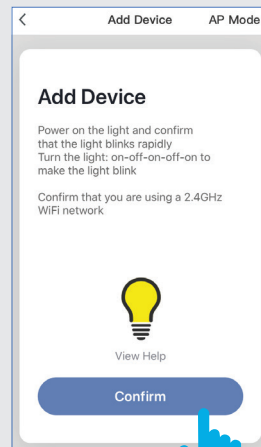 Add Device AP Mode
Add Device
Power on the light and confirm
that the light blinks rapidly
Turn the light: on-off-on-off-on to
make the light blink
Confirm that you are using a 2.4GHz
WiFi network
View Help
Confirm